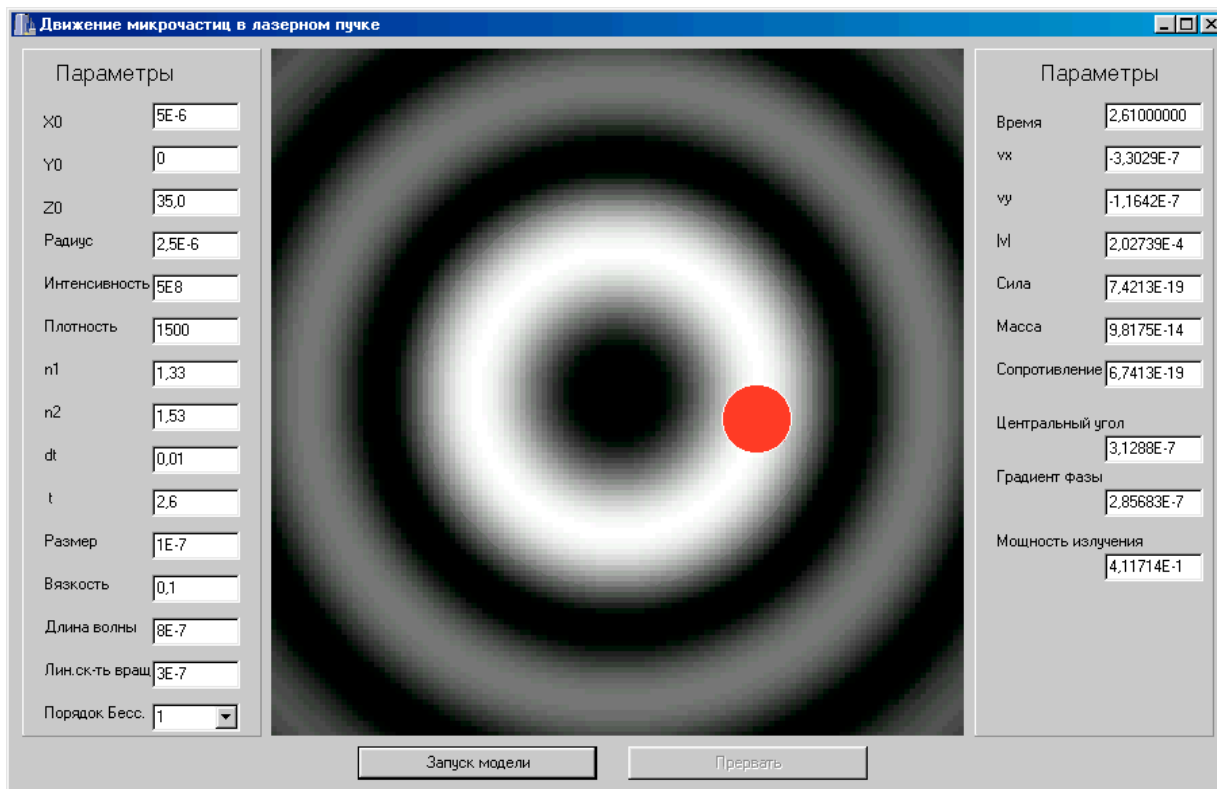 Движение микрочастиц в лазерном пучке
Параметры
X0 5E-6
Y0 0
Z0 35,0
Радиус 2,5E-6
Интенсивность 5E8
Плотность 1500
n1 1,33
n2 1,53
dt 0,01
t 2,6
Размер 1E-7
Вязкость 0,1
Длина волны 8E-7
Лин.ск-ть вращ 3E-7
Порядок Бесс. 1
Параметры
Время 2,61000000
vx -3,3029E-7
vy -1,1642E-7
|v| 2,02739E-4
Сила 7,4213E-19
Масса 9,8175E-14
Сопротивление 6,7413E-19
Центральный угол
3,1288E-7
Градиент фазы
2,85683E-7
Мощность излучения
4,11714E-1
Запуск модели Прервать